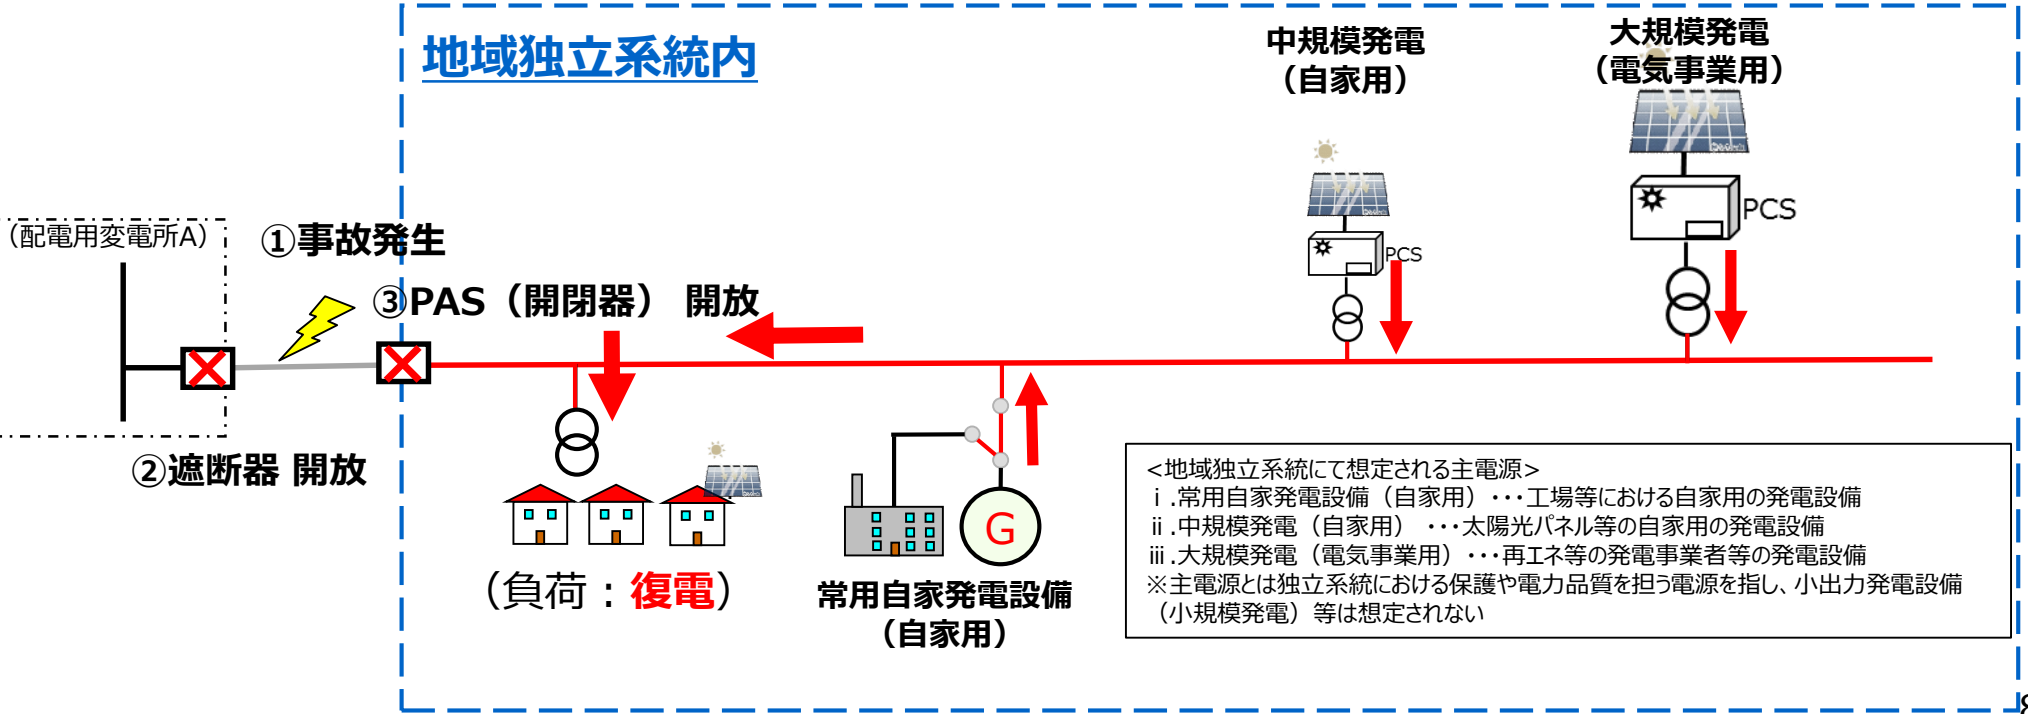 地域独立系統内
中規模発電
（自家用）
大規模発電
（電気事業用）
PCS
PCS
（配電用変電所A）
①事故発生
③PAS（開閉器） 開放
②遮断器 開放
（負荷：復電）
G
常用自家発電設備
（自家用）
<地域独立系統にて想定される主電源>
ⅰ.常用自家発電設備（自家用）・・・工場等における自家用の発電設備
ⅱ.中規模発電（自家用） ・・・太陽光パネル等の自家用の発電設備
ⅲ.大規模発電（電気事業用）・・・再エネ等の発電事業者等の発電設備
※主電源とは独立系統における保護や電力品質を担う電源を指し、小出力発電設備
（小規模発電）等は想定されない